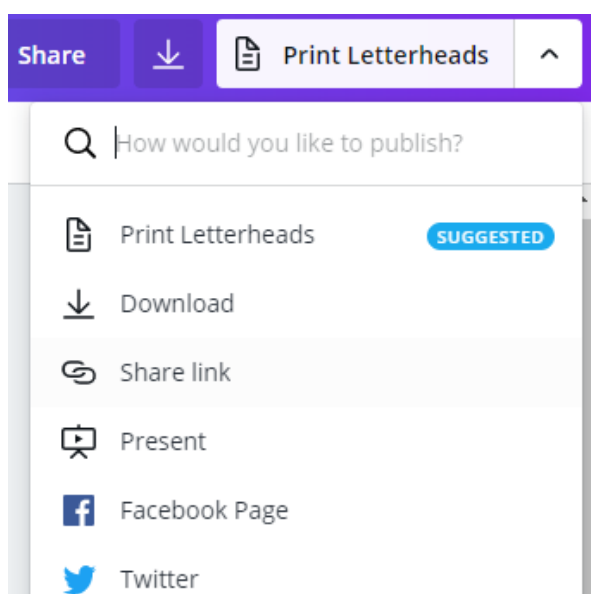 Share
Print Letterheads
How would you like to publish?
Print Letterheads SUGGESTED
Download
Share link
Present
Facebook Page
Twitter